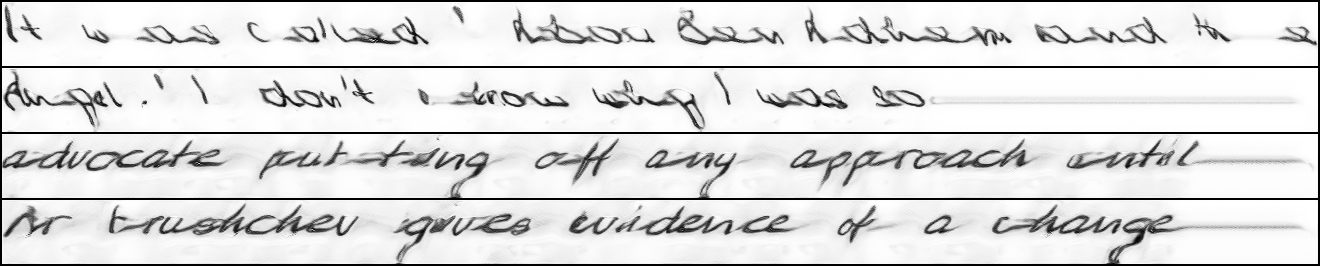 It was called ' Abou Ben Adhem and the
Angel. ' I don't know why I was so
advocate putting off any approach until
Mr Krushchev gives evidence of a change